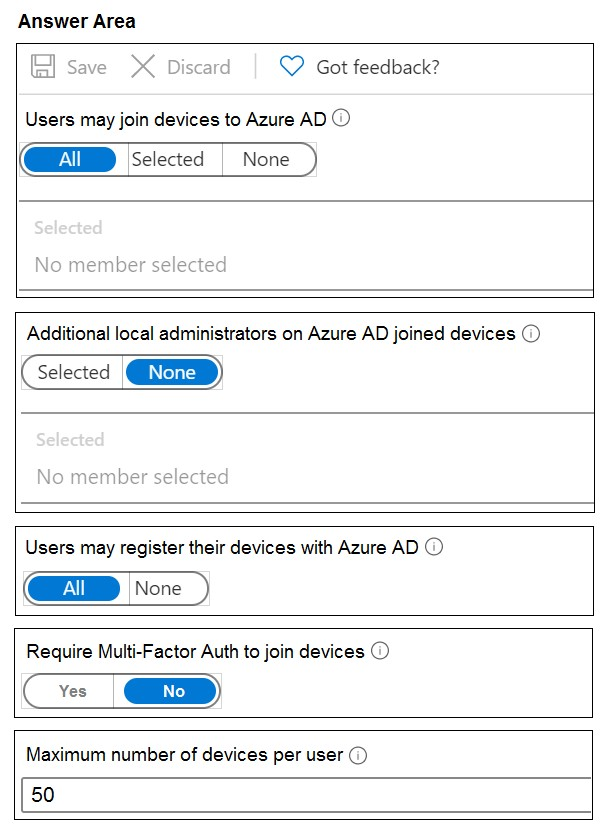 Answer Area
Save Discard Got feedback?
Users may join devices to Azure AD
All Selected None
Selected
No member selected
Additional local administrators on Azure AD joined devices
Selected None
Selected
No member selected
Users may register their devices with Azure AD
All None
Require Multi-Factor Auth to join devices
Yes No
Maximum number of devices per user
50